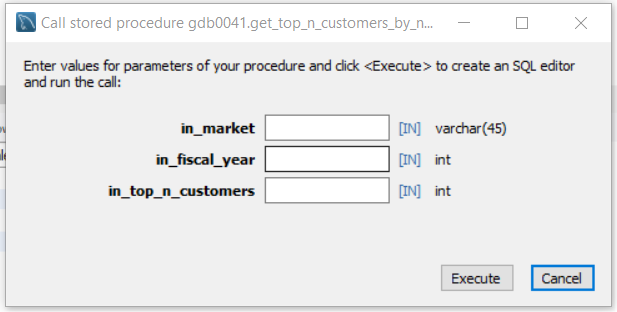 Call stored procedure gdb0041.get_top_n_customers_by_n...
Enter values for parameters of your procedure and click <Execute> to create an SQL editor
and run the call:
in_market [IN] varchar(45)
in_fiscal_year [IN] int
in_top_n_customers [IN] int
Execute Cancel